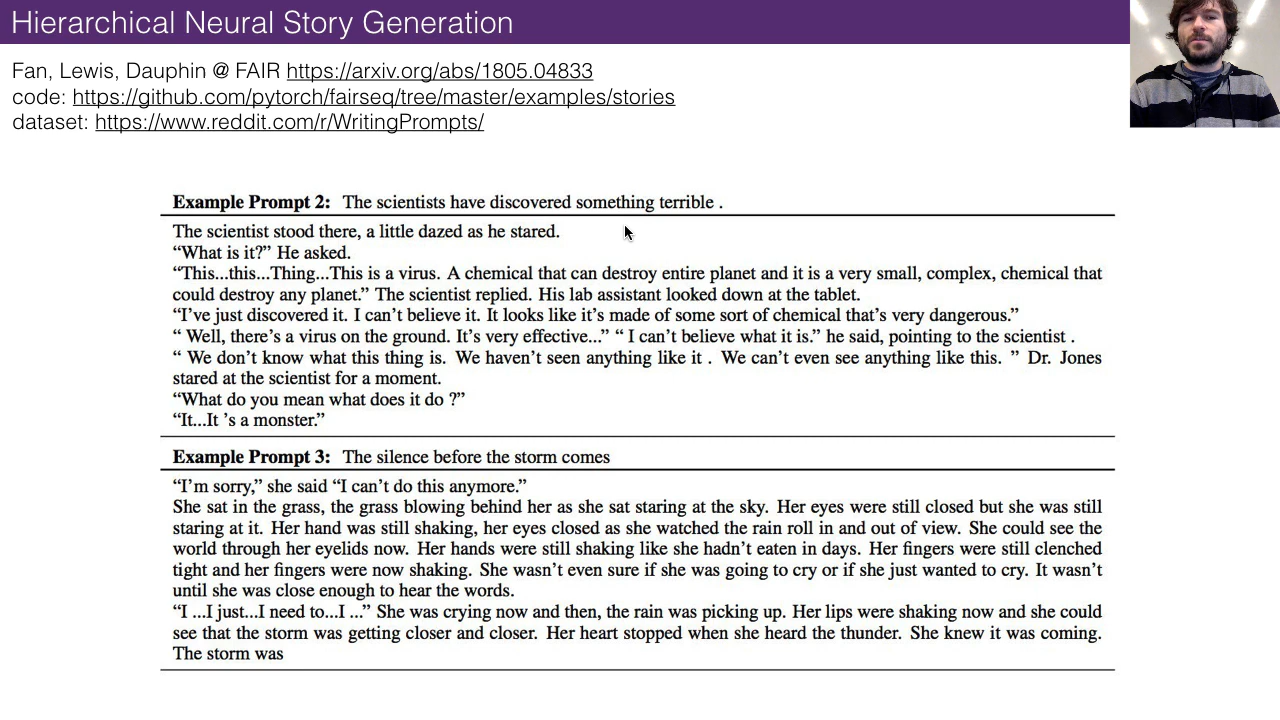 Hierarchical Neural Story Generation
Fan, Lewis, Dauphin @ FAIR https://arxiv.org/abs/1805.04833
code: https://github.com/pytorch/fairseq/tree/master/examples/stories
dataset: https://www.reddit.com/r/WritingPrompts/
Example Prompt 2: The scientists have discovered something terrible .
The scientist stood there, a little dazed as he stared.
“What is it?” He asked.
“This...this...Thing...This is a virus. A chemical that can destroy entire planet and it is a very small, complex, chemical that
could destroy any planet.” The scientist replied. His lab assistant looked down at the tablet.
“I’ve just discovered it. I can’t believe it. It looks like it’s made of some sort of chemical that’s very dangerous.”
“ Well, there’s a virus on the ground. It’s very effective...” “ I can’t believe what it is.” he said, pointing to the scientist .
“ We don’t know what this thing is. We haven’t seen anything like it . We can’t even see anything like this. ” Dr. Jones
stared at the scientist for a moment.
“What do you mean what does it do ?”
“It...It ’s a monster.”
Example Prompt 3: The silence before the storm comes
“I’m sorry,” she said “I can’t do this anymore.”
She sat in the grass, the grass blowing behind her as she sat staring at the sky. Her eyes were still closed but she was still
staring at it. Her hand was still shaking, her eyes closed as she watched the rain roll in and out of view. She could see the
world through her eyelids now. Her hands were still shaking like she hadn’t eaten in days. Her fingers were still clenched
tight and her fingers were now shaking. She wasn’t even sure if she was going to cry or if she just wanted to cry. It wasn’t
until she was close enough to hear the words.
“I ...I just...I need to...I ...” She was crying now and then, the rain was picking up. Her lips were shaking now and she could
see that the storm was getting closer and closer. Her heart stopped when she heard the thunder. She knew it was coming.
The storm was